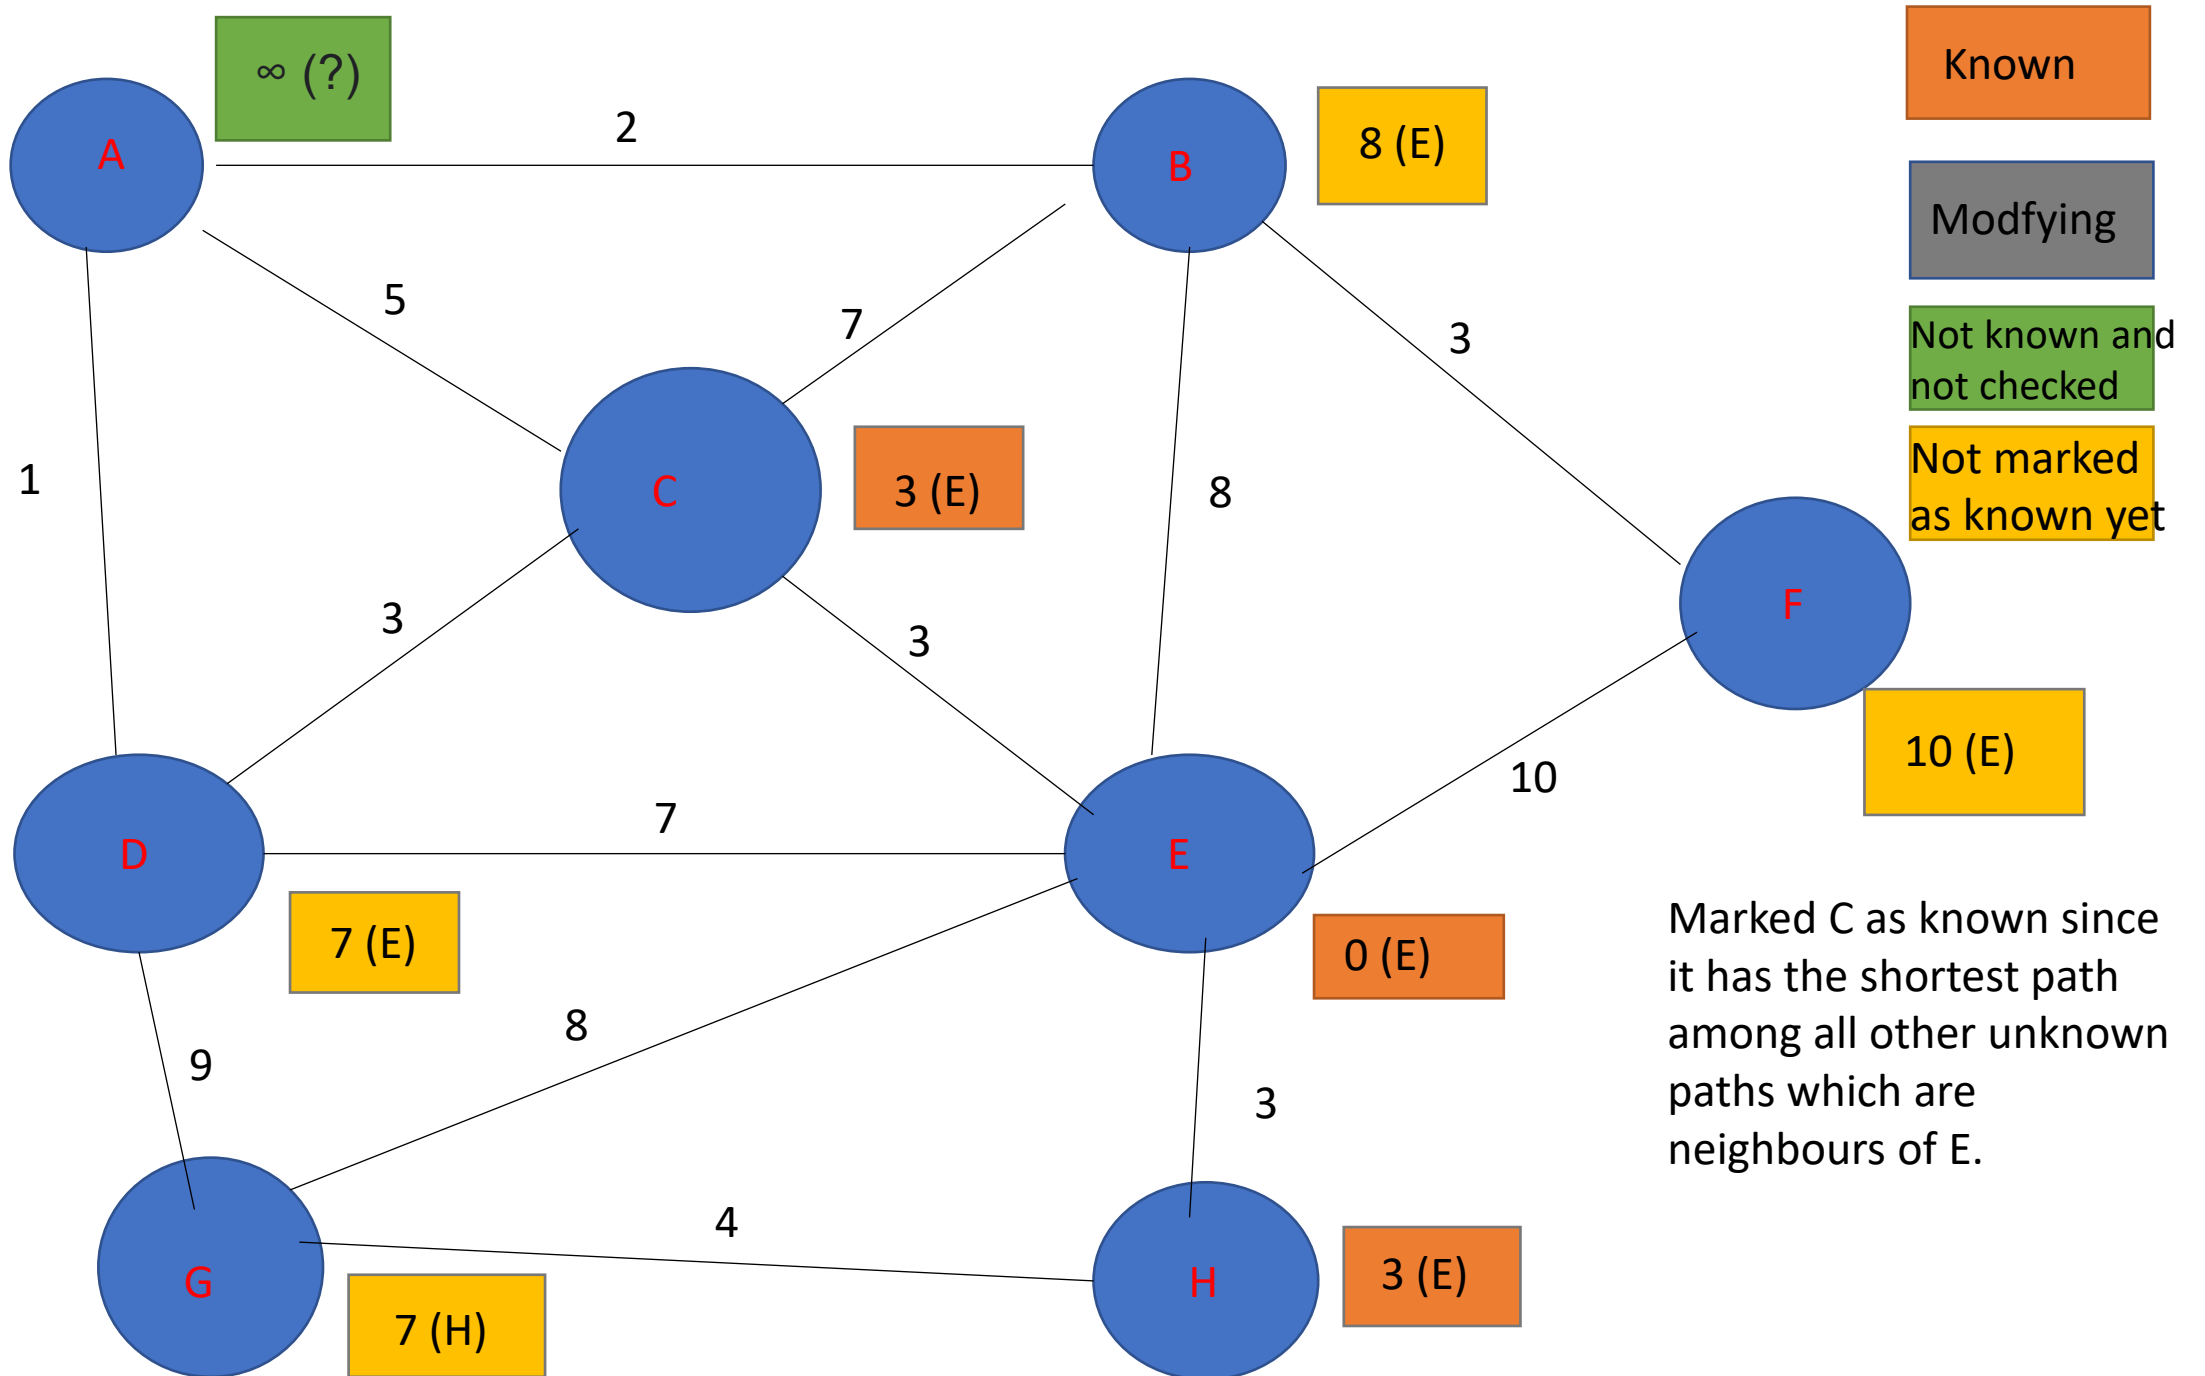 ∞ (?)
A
2
B
8 (E)
Known
Modfying
Not known and
not checked
Not marked
as known yet
5
7
3
1
C
3 (E)
8
F
3
3
10 (E)
10
7
D
E
7 (E)
0 (E)
9
8
3
4
G
7 (H)
H
3 (E)
Marked C as known since
it has the shortest path
among all other unknown
paths which are
neighbours of E.